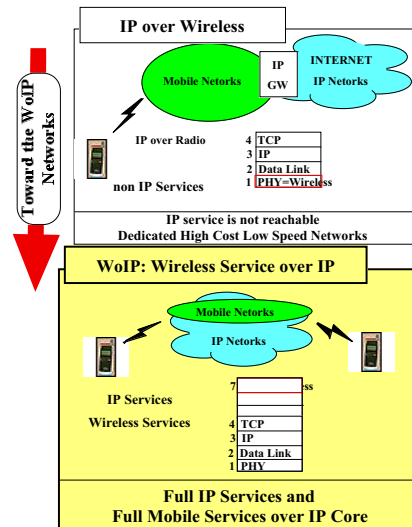 IP over Wireless
Toward the WoIP
Networks
Mobile Netorks
IP
GW
INTERNET
IP Netorks
IP over Radio
non IP Services
4 TCP
3 IP
2 Data Link
1 PHY=Wireless
IP service is not reachable
Dedicated High Cost Low Speed Networks
WoIP: Wireless Service over IP
Mobile Netorks
IP Netorks
IP Services
Wireless Services
7 ess
4 TCP
3 IP
2 Data Link
1 PHY
Full IP Services and
Full Mobile Services over IP Core